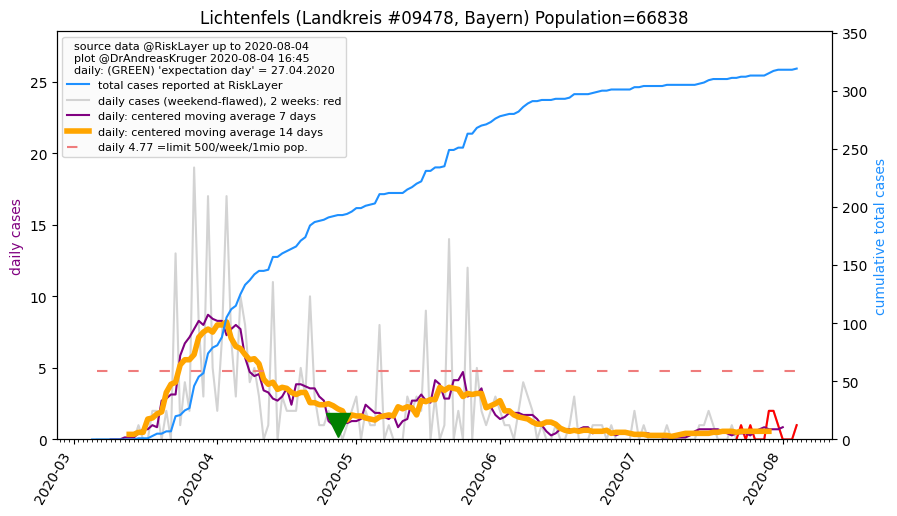 Lichtenfels (Landkreis #09478, Bayern) Population=66838
source data @RiskLayer up to 2020-08-04
plot @DrAndreasKruger 2020-08-04 16:45
daily: (GREEN) 'expectation day' = 27.04.2020
total cases reported at RiskLayer
daily cases (weekend-flawed), 2 weeks: red
daily: centered moving average 7 days
daily: centered moving average 14 days
daily 4.77 =limit 500/week/1mio pop.
daily cases
0
5
10
15
20
25
cumulative total cases
0
50
100
150
200
250
300
350
2020-03
2020-04
2020-05
2020-06
2020-07
2020-08